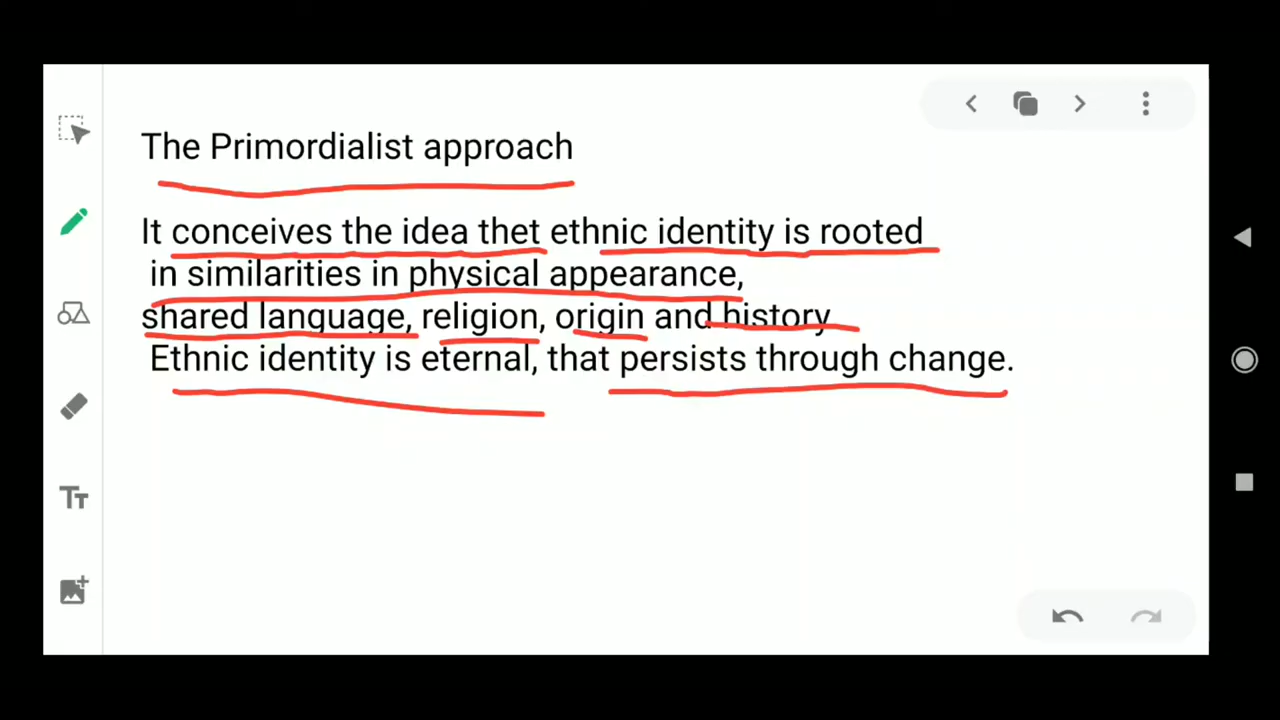 The Primordialist approach
It conceives the idea thet ethnic identity is rooted
in similarities in physical appearance,
shared language, religion, origin and history
Ethnic identity is eternal, that persists through change.
TT